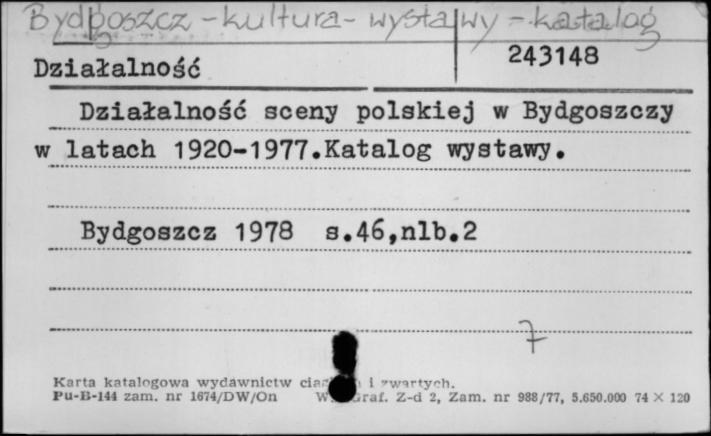 Bydgoszcz - kultura - wystawy - katalog
243148
Działalność
Działalność sceny polskiej w Bydgoszczy
w latach 1920-1977.Katalog wystawy.
Bydgoszcz 1978 s.46,nlb.2
7
Karta katalogowa wydawnictw i zwartych.
Pu-B-144 zam. nr 1674/DW/On Graf. Z-d 2, Zam. nr 988/77, 5.650.000 74 × 120